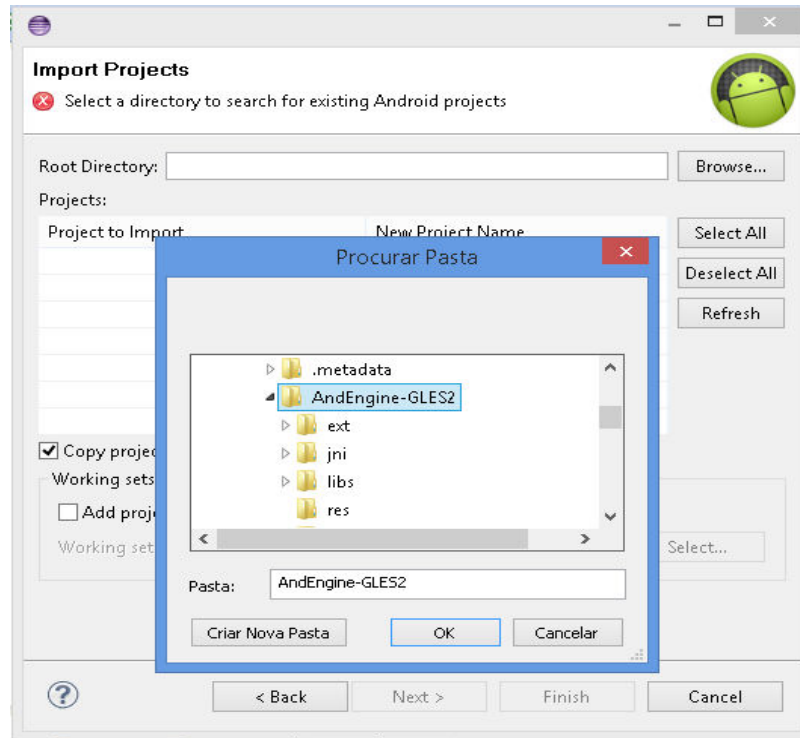 Import Projects
Select a directory to search for existing Android projects
Root Directory:
Browse...
Projects:
Project to Import
New Project Name
Select All
Deselect All
Refresh
Procurar Pasta
.metadata
AndEngine-GLES2
ext
jni
libs
res
Pasta:
AndEngine-GLES2
Criar Nova Pasta
OK
Cancelar
Copy
Working sets
Add
Working set
Select...
?
< Back
Next >
Finish
Cancel